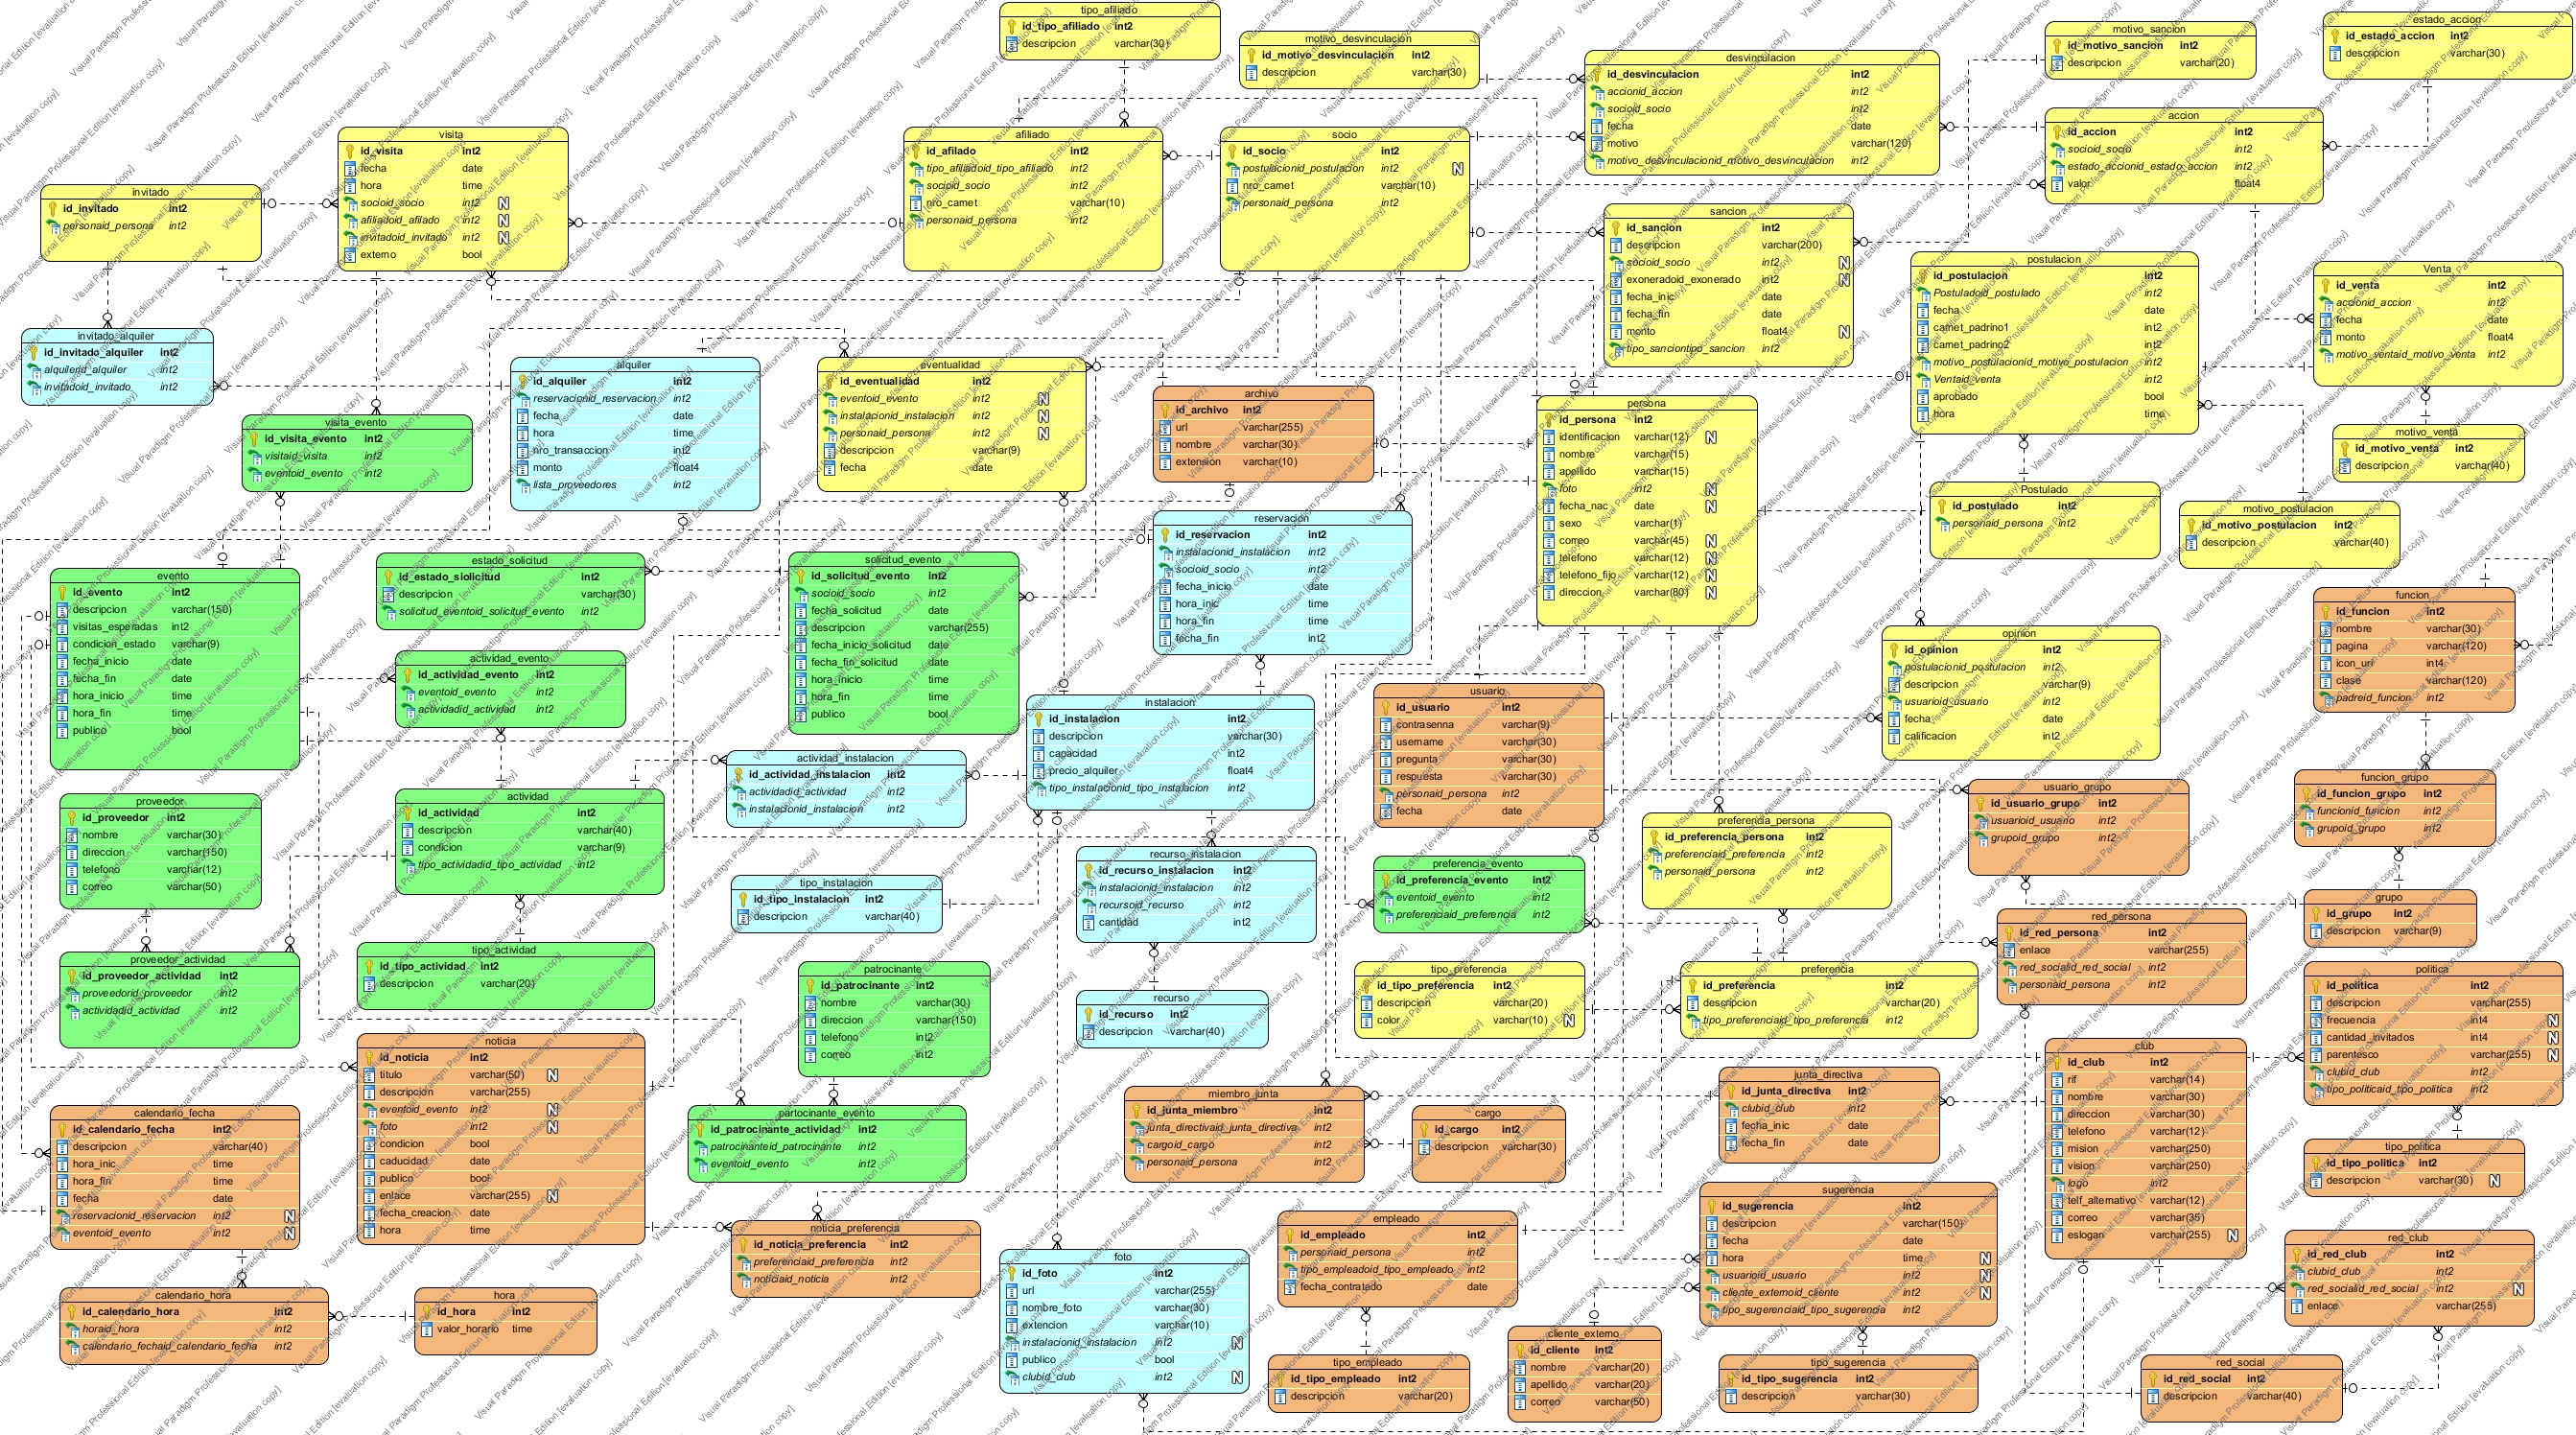 Visual Paradigm Professional Edition [evaluation copy]
tipo_afiliado
id_tipo_afiliado int2
descripcion varchar(30)
motivo_desvinculacion
id_motivo_desvinculacion int2
descripcion varchar(30)
desvinculacion
id_desvinculacion int2
accionid_accion int2
socioid_socio int2
fecha date
motivo varchar(120)
motivo_desvinculacionid_motivo_desvinculacion int2
motivo_sancion
id_motivo_sancion int2
descripcion varchar(20)
estado_accion
id_estado_accion int2
descripcion varchar(30)
accion
id_accion int2
socioid_socio int2
estado_accionid_estado_accion int2
valor float4
invitado
id_invitado int2
personaid_persona int2
visita
id_visita int2
fecha date
hora time
socioid_socio int2 N
afiliadoid_afilado int2 N
invitadoid_invitado int2 N
externo bool
afiliado
id_afilado int2
tipo_afiliadoid_tipo_afiliado int2
socioid_socio int2
nro_carnet varchar(10)
personaid_persona int2
socio
id_socio int2
postulacionid_postulacion int2 N
nro_carnet varchar(10)
personaid_persona int2
sancion
id_sancion int2
descripcion varchar(200)
socioid_socio int2 N
exoneradoid_exonerado int2 N
fecha_inic date
fecha_fin date
monto float4 N
tipo_sanciontipo_sancion int2
postulacion
id_postulacion int2
Postuladoid_postulado int2
fecha date
carnet_padrino1 int2
carnet_padrino2 int2
motivo_postulacionid_motivo_postulacion int2
Ventaid_venta int2
aprobado bool
hora time
Venta
id_venta int2
accionid_accion int2
fecha date
monto float4
motivo_ventaid_motivo_venta int2
invitado_alquiler
id_invitado_alquiler int2
alquilerid_alquiler int2
invitadoid_invitado int2
visita_evento
id_visita_evento int2
visitaid_visita int2
eventoid_evento int2
alquiler
id_alquiler int2
reservacionid_reservacion int2
fecha date
hora time
nro_transaccion int2
monto float4
lista_proveedores int2
eventualidad
id_eventualidad int2
eventoid_evento int2 N
instalacionid_instalacion int2 N
personaid_persona int2 N
descripcion varchar(9)
fecha date
archivo
id_archivo int2
url varchar(255)
nombre varchar(30)
extension varchar(10)
persona
id_persona int2
identificacion varchar(12) N
nombre varchar(15)
apellido varchar(15)
foto int2 N
fecha_nac date N
sexo varchar(1)
correo varchar(45) N
telefono varchar(12) N
telefono_fijo varchar(12) N
direccion varchar(80) N
motivo_venta
id_motivo_venta int2
descripcion varchar(40)
Postulado
id_postulado int2
personaid_persona int2
motivo_postulacion
id_motivo_postulacion int2
descripcion varchar(40)
evento
id_evento int2
descripcion varchar(150)
visitas_esperadas int2
condicion_estado varchar(9)
fecha_inicio date
fecha_fin date
hora_inicio time
hora_fin time
publico bool
estado_solicitud
id_estado_siolicitud int2
descripcion varchar(30)
solicitud_eventoid_solicitud_evento int2
solicitud_evento
id_solicitud_evento int2
socioid_socio int2
fecha_solicitud date
descripcion varchar(255)
fecha_inicio_solicitud date
fecha_fin_solicitud date
hora_inicio time
hora_fin time
publico bool
reservacion
id_reservacion int2
instalacionid_instalacion int2
socioid_socio int2
fecha_inicio date
hora_inic time
hora_fin time
fecha_fin int2
actividad_evento
id_actividad_evento int2
eventoid_evento int2
actividadid_actividad int2
instalacion
id_instalacion int2
descripcion varchar(30)
capacidad int2
precio_alquiler float4
tipo_instalacionid_tipo_instalacion int2
usuario
id_usuario int2
contrasenna varchar(9)
username varchar(30)
pregunta varchar(30)
respuesta varchar(30)
personaid_persona int2
fecha date
opinion
id_opinion int2
postulacionid_postulacion int2
descripcion varchar(9)
usuarioid_usuario int2
fecha date
calificacion int2
funcion
id_funcion int2
nombre varchar(30)
pagina varchar(120)
icon_url int4
clase varchar(120)
padreid_funcion int2
actividad_instalacion
id_actividad_instalacion int2
actividadid_actividad int2
instalacionid_instalacion int2
proveedor
id_proveedor int2
nombre varchar(30)
direccion varchar(150)
telefono varchar(12)
correo varchar(50)
actividad
id_actividad int2
descripcion varchar(40)
condicion varchar(9)
tipo_actividadid_tipo_actividad int2
usuario_grupo
id_usuario_grupo int2
usuarioid_usuario int2
grupoid_grupo int2
funcion_grupo
id_funcion_grupo int2
funcionid_funcion int2
grupoid_grupo int2
tipo_instalacion
id_tipo_instalacion int2
descripcion varchar(40)
recurso_instalacion
id_recurso_instalacion int2
instalacionid_instalacion int2
recursoid_recurso int2
cantidad int2
preferencia_evento
id_preferencia_evento int2
eventoid_evento int2
preferenciaid_preferencia int2
preferencia_persona
id_preferencia_persona int2
preferenciaid_preferencia int2
personaid_persona int2
grupo
id_grupo int2
descripcion varchar(9)
red_persona
id_red_persona int2
enlace varchar(255)
red_socialid_red_social int2
personaid_persona int2
proveedor_actividad
id_proveedor_actividad int2
proveedorid_proveedor int2
actividadid_actividad int2
tipo_actividad
id_tipo_actividad int2
descripcion varchar(20)
patrocinante
id_patrocinante int2
nombre varchar(30)
direccion varchar(150)
telefono int2
correo int2
recurso
id_recurso int2
descripcion varchar(40)
tipo_preferencia
id_tipo_preferencia int2
descripcion varchar(20)
color varchar(10) N
preferencia
id_preferencia int2
descripcion varchar(20)
tipo_preferenciaid_tipo_preferencia int2
politica
id_politica int2
descripcion varchar(255)
frecuencia int4 N
cantidad_invitados int4 N
parentesco varchar(255) N
clubid_club int2
tipo_politicaid_tipo_politica int2
noticia
id_noticia int2
titulo varchar(50) N
descripcion varchar(255)
eventoid_evento int2 N
foto int2 N
condicion bool
caducidad date
publico bool
enlace varchar(255) N
fecha_creacion date
hora time
club
id_club int2
rif varchar(14)
nombre varchar(30)
direccion varchar(30)
telefono varchar(12)
mision varchar(250)
vision varchar(250)
logo int2
telf_alternativo varchar(12)
correo varchar(35)
eslogan varchar(255) N
calendario_fecha
id_calendario_fecha int2
descripcion varchar(40)
hora_inic time
hora_fin time
fecha date
reservacionid_reservacion int2 N
eventoid_evento int2 N
partocinante_evento
id_patrocinante_actividad int2
patrocinanteid_patrocinante int2
eventoid_evento int2
miembro_junta
id_junta_miembro int2
junta_directivaid_junta_directiva int2
cargoid_cargo int2
personaid_persona int2
cargo
id_cargo int2
descripcion varchar(30)
junta_directiva
id_junta_directiva int2
clubid_club int2
fecha_inic date
fecha_fin date
tipo_politica
id_tipo_politica int2
descripcion varchar(30) N
sugerencia
id_sugerencia int2
descripcion varchar(150)
fecha date
hora time N
usuarioid_usuario int2 N
cliente_externoid_cliente int2 N
tipo_sugerenciaid_tipo_sugerencia int2
noticia_preferencia
id_noticia_preferencia int2
preferenciaid_preferencia int2
noticiaid_noticia int2
empleado
id_empleado int2
personaid_persona int2
tipo_empleadoid_tipo_empleado int2
fecha_contratado date
red_club
id_red_club int2
clubid_club int2
red_socialid_red_social int2 N
enlace varchar(255)
foto
id_foto int2
url varchar(255)
nombre_foto varchar(30)
extencion varchar(10)
instalacionid_instalacion int2 N
publico bool
clubid_club int2 N
calendario_hora
id_calendario_hora int2
horaid_hora int2
calendario_fechaid_calendario_fecha int2
hora
id_hora int2
valor_horario time
tipo_empleado
id_tipo_empleado int2
descripcion varchar(20)
cliente_externo
id_cliente int2
nombre varchar(20)
apellido varchar(20)
correo varchar(50)
tipo_sugerencia
id_tipo_sugerencia int2
descripcion varchar(30)
red_social
id_red_social int2
descripcion varchar(40)